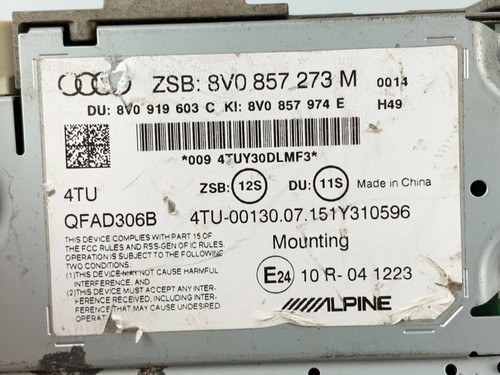 ZSB: 8V0 857 273 M 0014
DU: 8V0 919 603 C KI: 8V0 857 974 E H49
*009 4TUY30DLMF3*
4TU ZSB: 12S DU: 11S Made in China
QFAD306B 4TU-00130.07.151Y310596
THIS DEVICE COMPLIES WITH PART 15 OF
THE FCC RULES AND RSS-GEN OF IC RULES.
OPERATION IS SUBJECT TO THE FOLLOWING
TWO CONDITIONS:
(1)THIS DEVICE MAY NOT CAUSE HARMFUL
INTERFERENCE, AND
(2)THIS DEVICE MUST ACCEPT ANY INTER-
FERENCE RECEIVED, INCLUDING INTER-
FERENCE THAT MAY CAUSE UNDESIRED
OPERAT
Mounting
E24 10 R- 04 1223
ALPINE